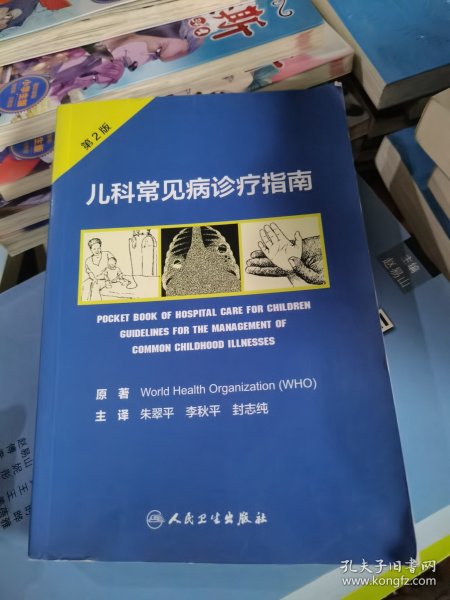 斯
第2版
儿科常见病诊疗指南
POCKET BOOK OF HOSPITAL CARE FOR CHILDREN
GUIDELINES FOR THE MANAGEMENT OF
COMMON CHILDHOOD ILLNESSES
原 著 World Health Organization (WHO)
主 译 朱翠平 李秋平 封志纯
人民卫生出版社
孔夫子旧书网
www.kongfz.com